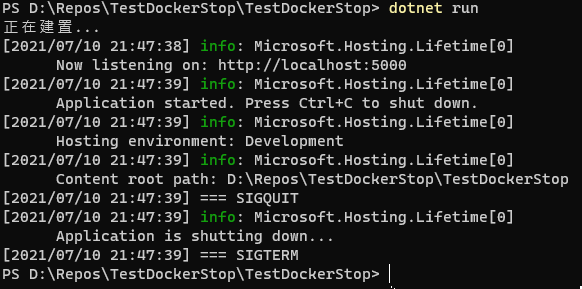 PS D:\Repos\TestDockerStop\TestDockerStop> dotnet run
正在建置...
[2021/07/10 21:47:38] info: Microsoft.Hosting.Lifetime[0]
      Now listening on: http://localhost:5000
[2021/07/10 21:47:39] info: Microsoft.Hosting.Lifetime[0]
      Application started. Press Ctrl+C to shut down.
[2021/07/10 21:47:39] info: Microsoft.Hosting.Lifetime[0]
      Hosting environment: Development
[2021/07/10 21:47:39] info: Microsoft.Hosting.Lifetime[0]
      Content root path: D:\Repos\TestDockerStop\TestDockerStop
[2021/07/10 21:47:39] === SIGQUIT
[2021/07/10 21:47:39] info: Microsoft.Hosting.Lifetime[0]
      Application is shutting down...
[2021/07/10 21:47:39] === SIGTERM
PS D:\Repos\TestDockerStop\TestDockerStop>